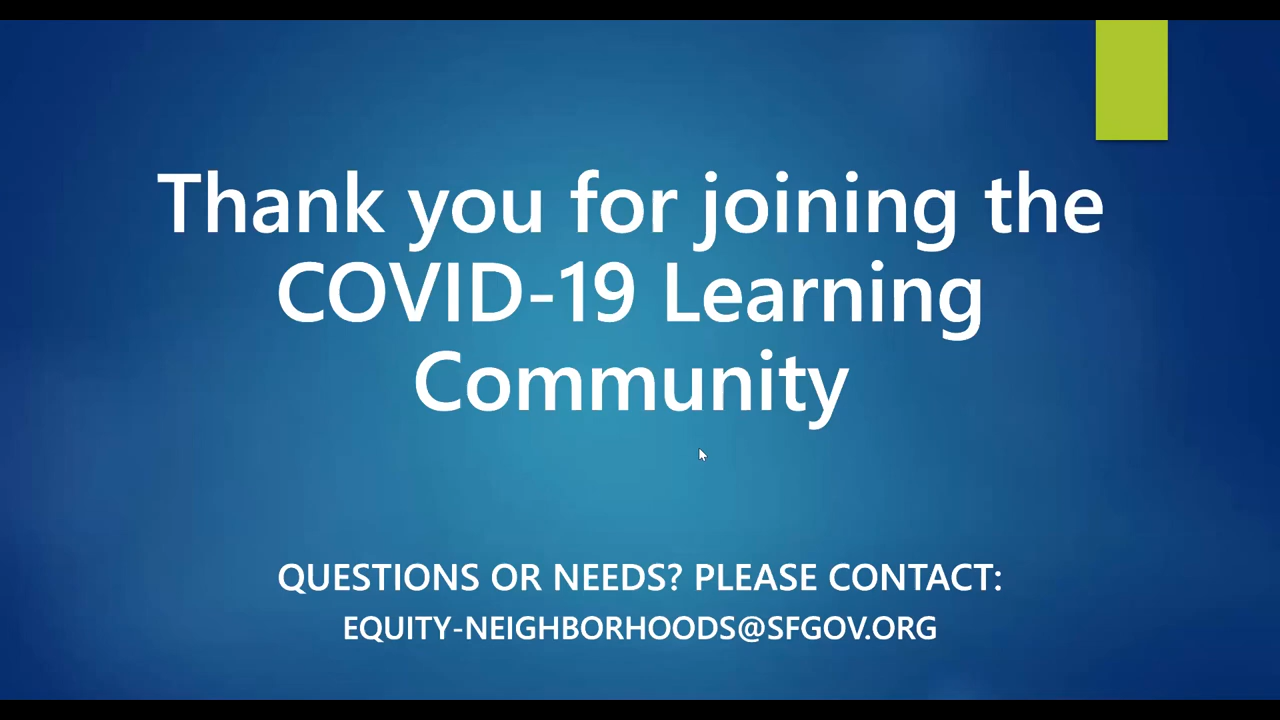 Thank you for joining the
COVID-19 Learning
Community
QUESTIONS OR NEEDS? PLEASE CONTACT:
EQUITY-NEIGHBORHOODS@SFGOV.ORG